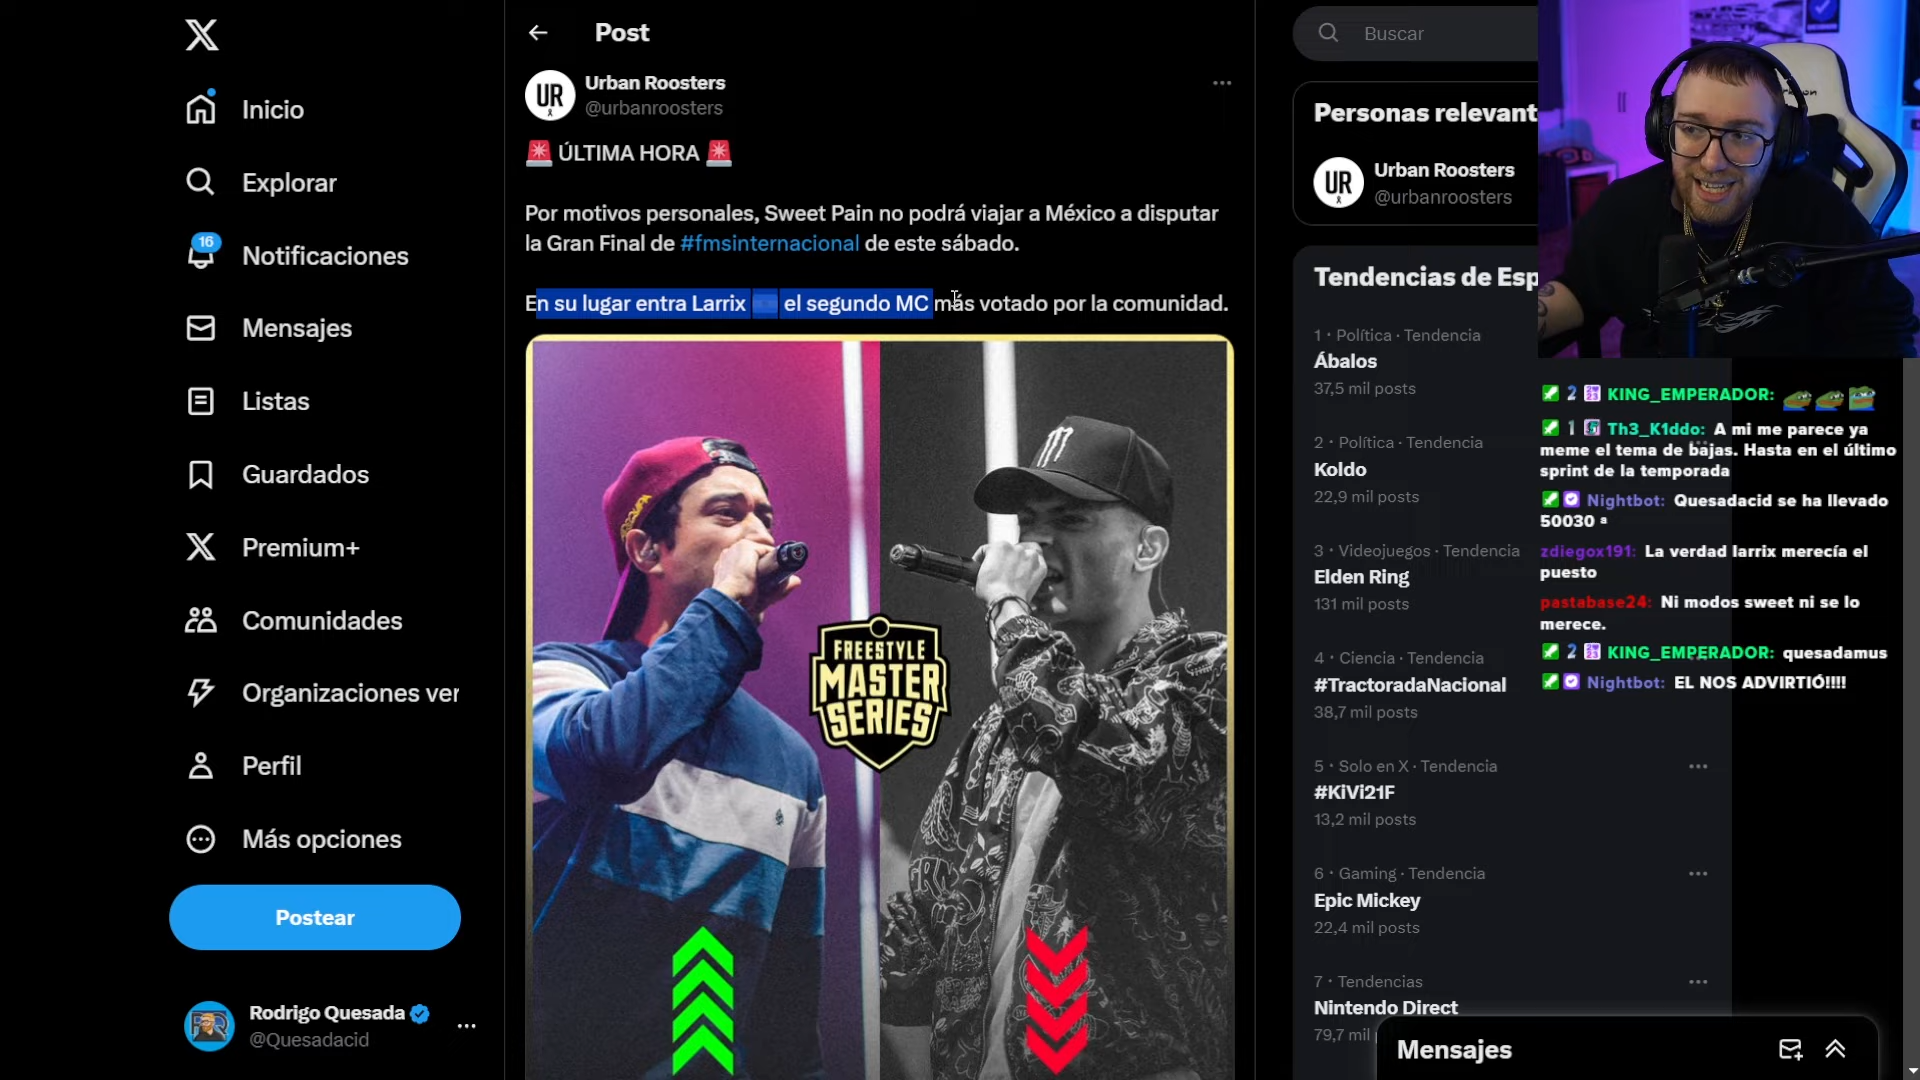 Inicio
Explorar
16
Notificaciones
Mensajes
Listas
Guardados
Premium+
Comunidades
Organizaciones ver
Perfil
Más opciones
Postear
Rodrigo Quesada
@Quesadacid
Post
UR
Urban Roosters
@urbanroosters
🚨 ÚLTIMA HORA 🚨
Por motivos personales, Sweet Pain no podrá viajar a México a disputar
la Gran Final de #fmsinternacional de este sábado.
En su lugar entra Larrix el segundo MC más votado por la comunidad.
FREESTYLE
MASTER
SERIES
Buscar
Personas relevant
UR
Urban Roosters
@urbanroosters
Tendencias de Esp
1 · Política · Tendencia
Ábalos
37,5 mil posts
2 · Política · Tendencia
Koldo
22,9 mil posts
3 · Videojuegos · Tendencia
Elden Ring
131 mil posts
4 · Ciencia · Tendencia
#TractoradaNacional
38,7 mil posts
5 · Solo en X · Tendencia
#KiVi21F
13,2 mil posts
6 · Gaming · Tendencia
Epic Mickey
22,4 mil posts
7 · Tendencias
Nintendo Direct
79,7 mil
Mensajes
2 KING_EMPERADOR:
1 Th3_K1ddo: A mi me parece ya
meme el tema de bajas. Hasta en el último
sprint de la temporada
Nightbot: Quesadacid se ha llevado
50030 ª
zdiegox191: La verdad larrix merecía el
puesto
pastabase24: Ni modos sweet ni se lo
merece.
2 KING_EMPERADOR: quesadamus
Nightbot: EL NOS ADVIRTIÓ!!!!